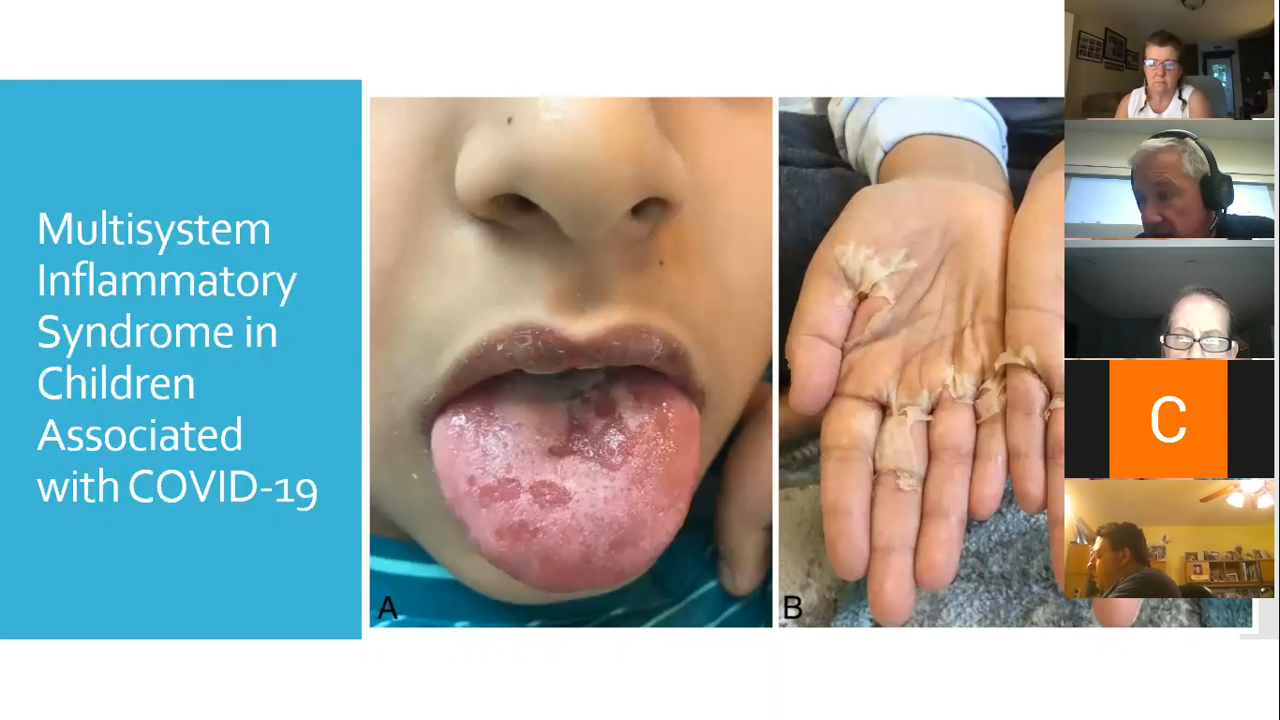 Multisystem
Inflammatory
Syndrome in
Children
Associated
with COVID-19
A
B
C